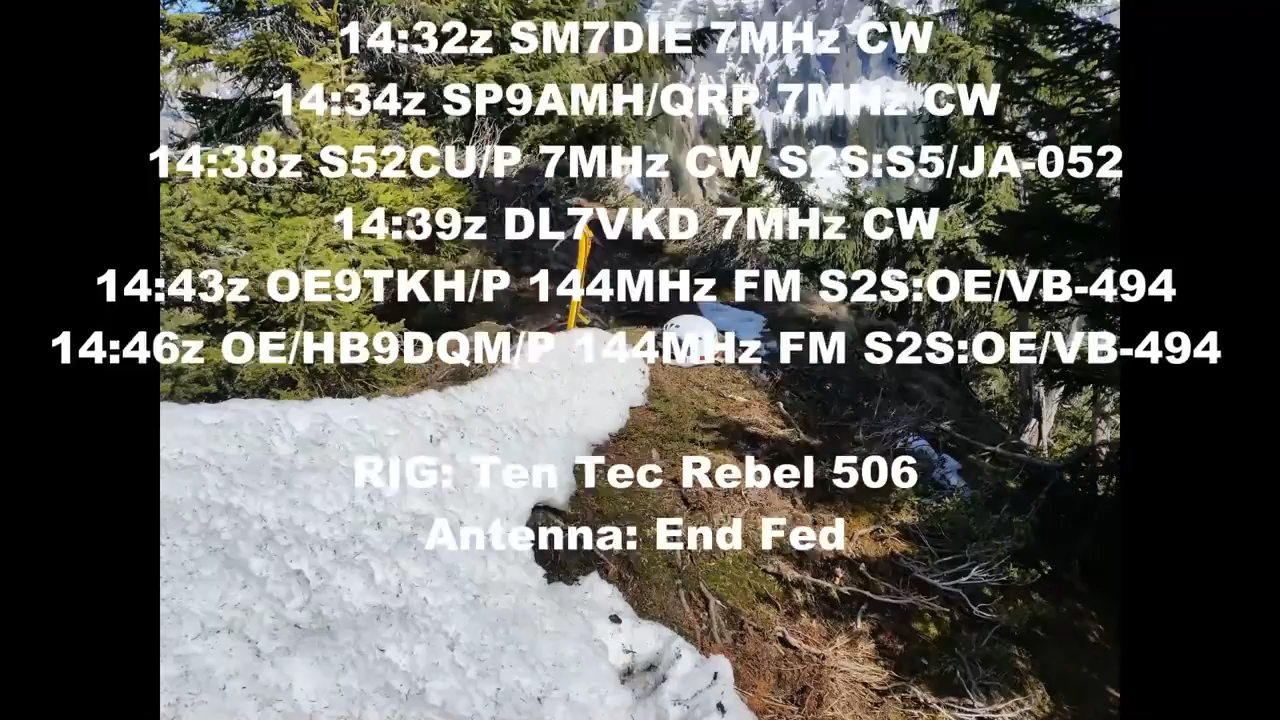 14:32z SM7DIE 7MHz CW
14:34z SP9AMH/QRP 7MHz CW
14:38z S52CU/P 7MHz CW S2S:S5/JA-052
14:39z DL7VKD 7MHz CW
14:43z OE9TKH/P 144MHz FM S2S:OE/VB-494
14:46z OE/HB9DQM/P 144MHz FM S2S:OE/VB-494
RIG: Ten Tec Rebel 506
Antenna: End Fed